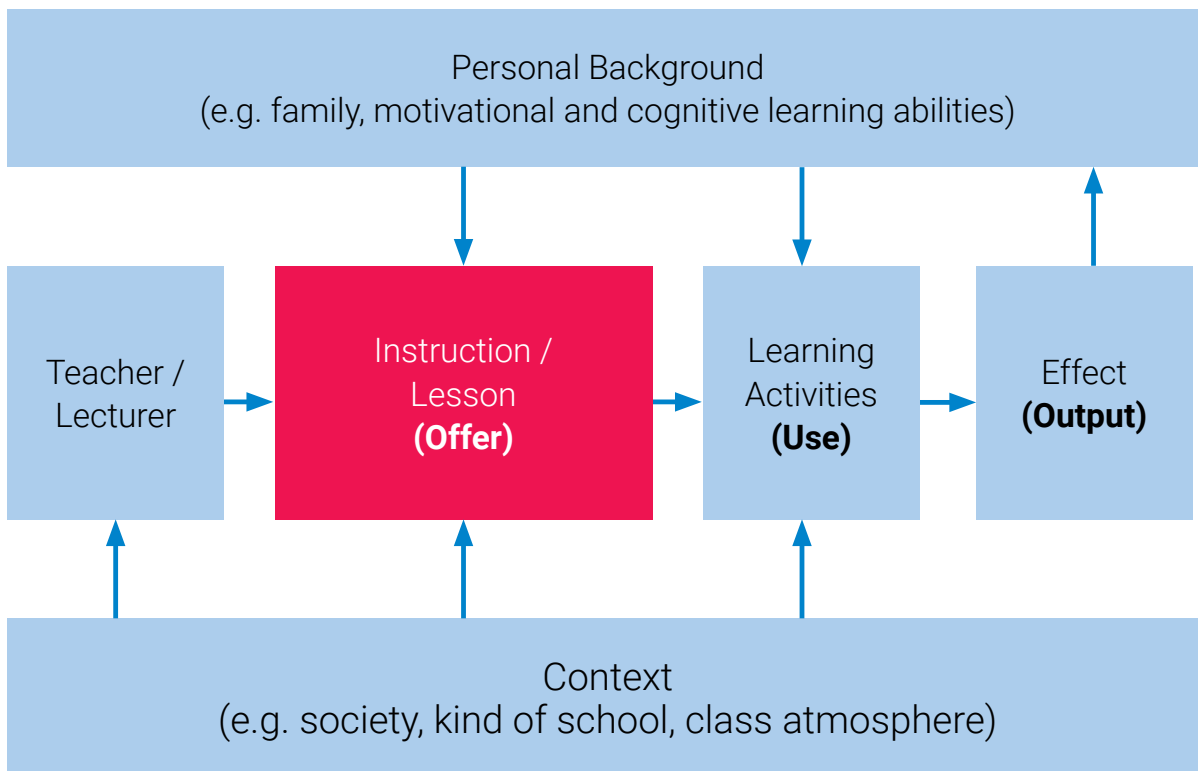 Personal Background
(e.g. family, motivational and cognitive learning abilities)
Teacher /
Lecturer
Instruction /
Lesson
(Offer)
Learning
Activities
(Use)
Effect
(Output)
Context
(e.g. society, kind of school, class atmosphere)